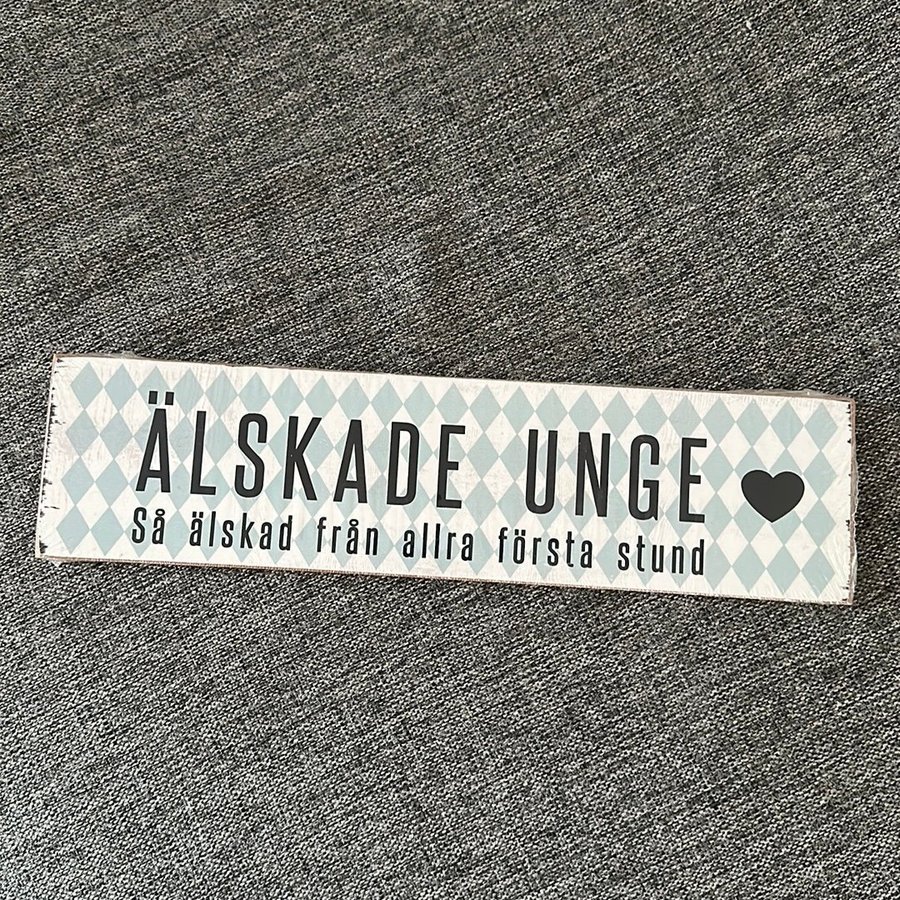 ÄLSKADE UNGE
Så älskad från allra första stund